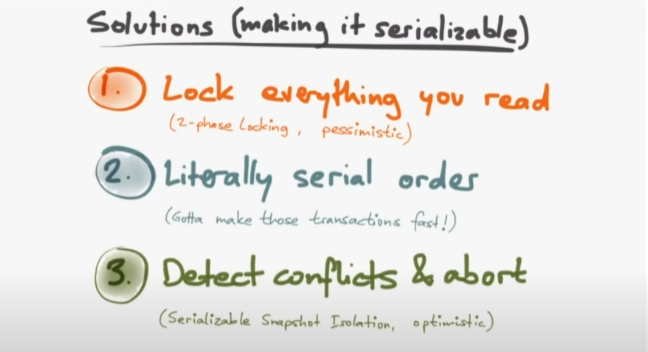 Solutions (making it serializable)
1. Lock everything you read
(2-phase locking, pessimistic)
2. Literally serial order
(Gotta make those transactions fast!)
3. Detect conflicts & abort
(Serializable Snapshot Isolation, optimistic)